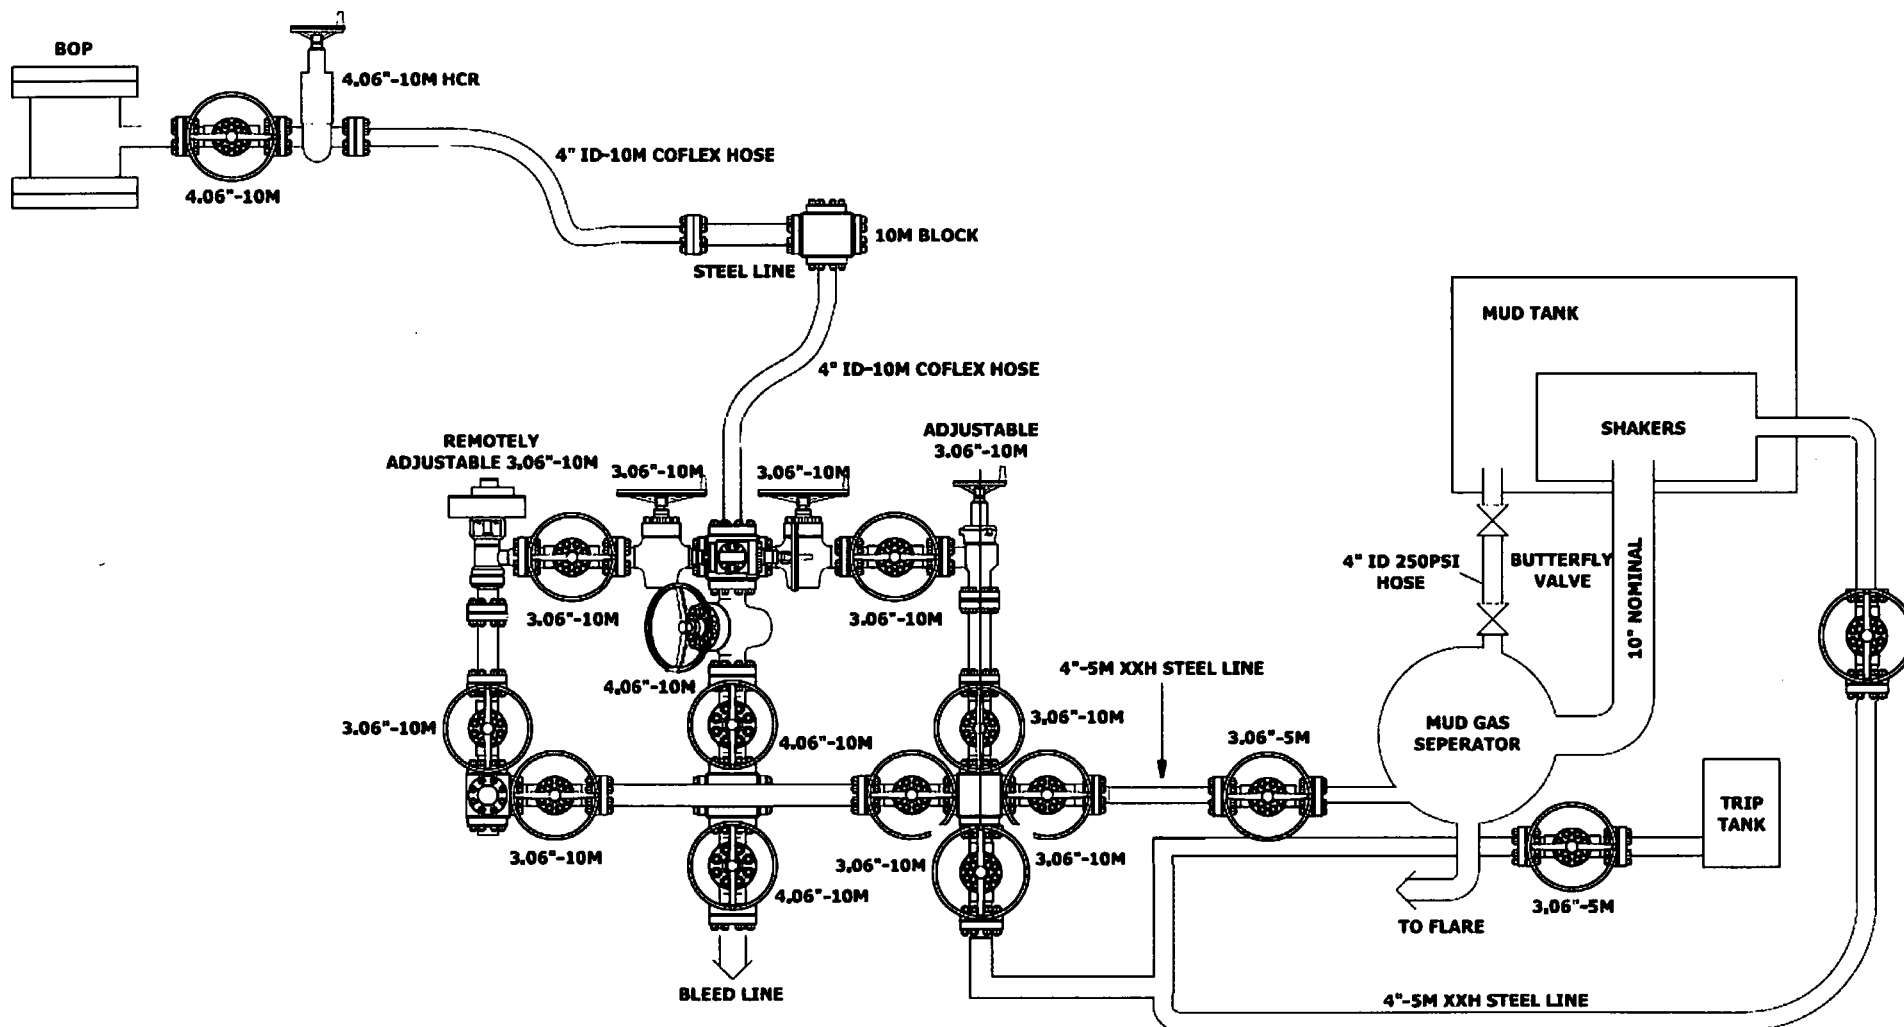 BOP
4.06"-10M HCR
4" ID-10M COFLEX HOSE
4.06"-10M
10M BLOCK
STEEL LINE
MUD TANK
4" ID-10M COFLEX HOSE
SHAKERS
REMOTELY
ADJUSTABLE 3.06"-10M
3.06"-10M
3.06"-10M
ADJUSTABLE
3.06"-10M
4" ID 250PSI
HOSE
BUTTERFLY
VALVE
10" NOMINAL
3.06"-10M
3.06"-10M
4.06"-10M
4"-5M XXH STEEL LINE
3.06"-10M
4.06"-10M
3.06"-10M
3.06"-5M
MUD GAS
SEPERATOR
TRIP
TANK
3.06"-10M
3.06"-10M
3.06"-10M
4.06"-10M
3.06"-5M
TO FLARE
BLEED LINE
4"-5M XXH STEEL LINE